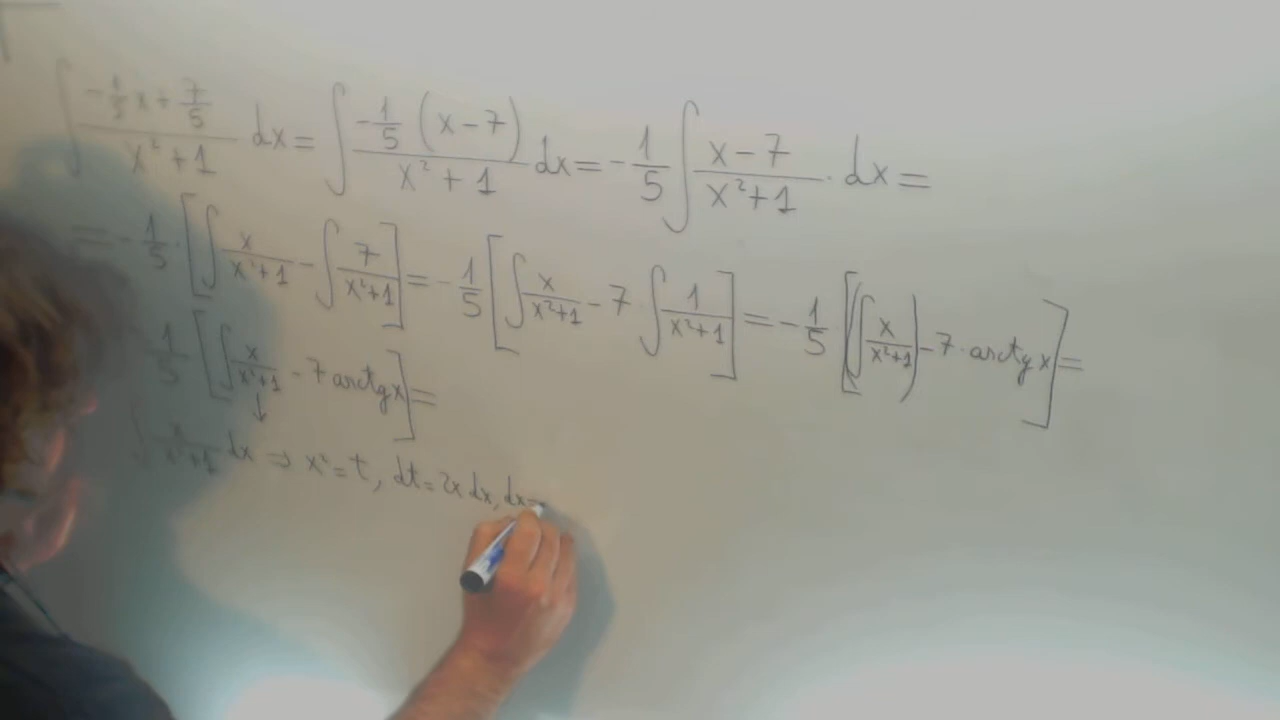 ∫ (-1/5 x + 7/5)/(x² + 1) dx = ∫ (-1/5 (x - 7))/(x² + 1) dx = -1/5 ∫ (x - 7)/(x² + 1) · dx =
= -1/5 · [∫ x/(x² + 1) - ∫ 7/(x² + 1)] = -1/5 [∫ x/(x² + 1) - 7 · ∫ 1/(x² + 1)] = -1/5 · [(∫ x/(x² + 1)) - 7 · arctg x] =
1/5 [∫ x/(x² + 1) - 7 arctg x] =
↓
∫ x/(x² + 1) dx ⇒ x² = t, dt = 2x dx, dx =